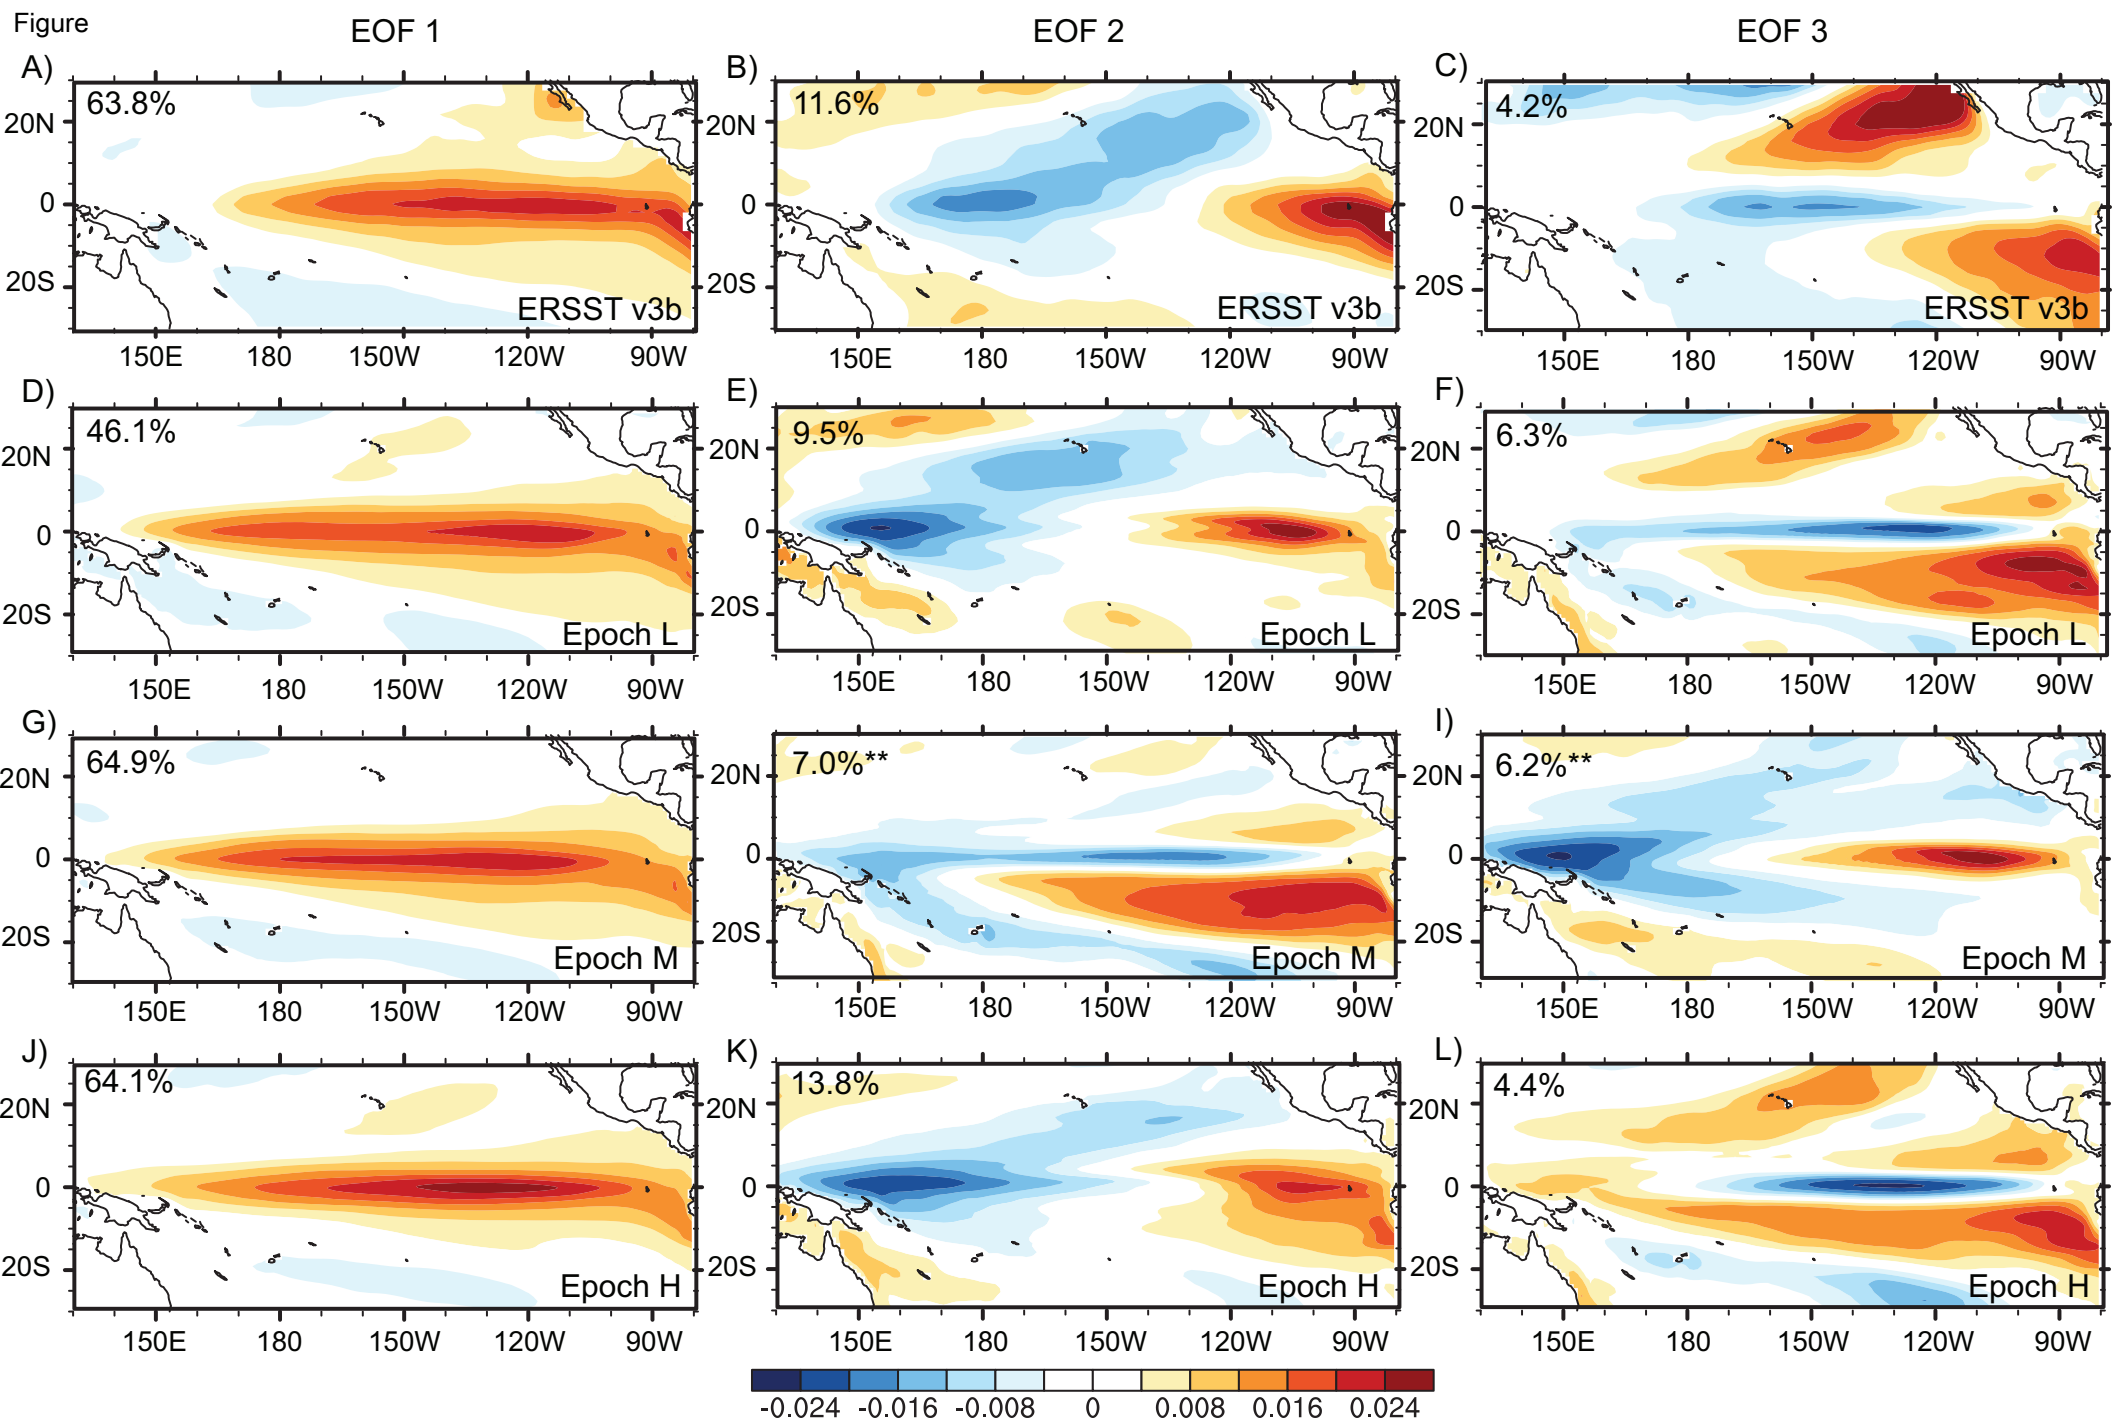 Figure
EOF 1 EOF 2 EOF 3
A) B) C)
63.8% 11.6% 4.2%
20N 20N 20N
0 0 0
20S 20S 20S
ERSST v3b ERSST v3b ERSST v3b
150E 180 150W 120W 90W 150E 180 150W 120W 90W 150E 180 150W 120W 90W
D) E) F)
46.1% 9.5% 6.3%
20N 20N 20N
0 0 0
20S 20S 20S
Epoch L Epoch L Epoch L
150E 180 150W 120W 90W 150E 180 150W 120W 90W 150E 180 150W 120W 90W
G) I)
64.9% 7.0%** 6.2%**
20N 20N 20N
0 0 0
20S 20S 20S
Epoch M Epoch M Epoch M
150E 180 150W 120W 90W 150E 180 150W 120W 90W 150E 180 150W 120W 90W
J) K) L)
64.1% 13.8% 4.4%
20N 20N 20N
0 0 0
20S 20S 20S
Epoch H Epoch H Epoch H
150E 180 150W 120W 90W 150E 180 150W 120W 90W 150E 180 150W 120W 90W
-0.024 -0.016 -0.008 0 0.008 0.016 0.024